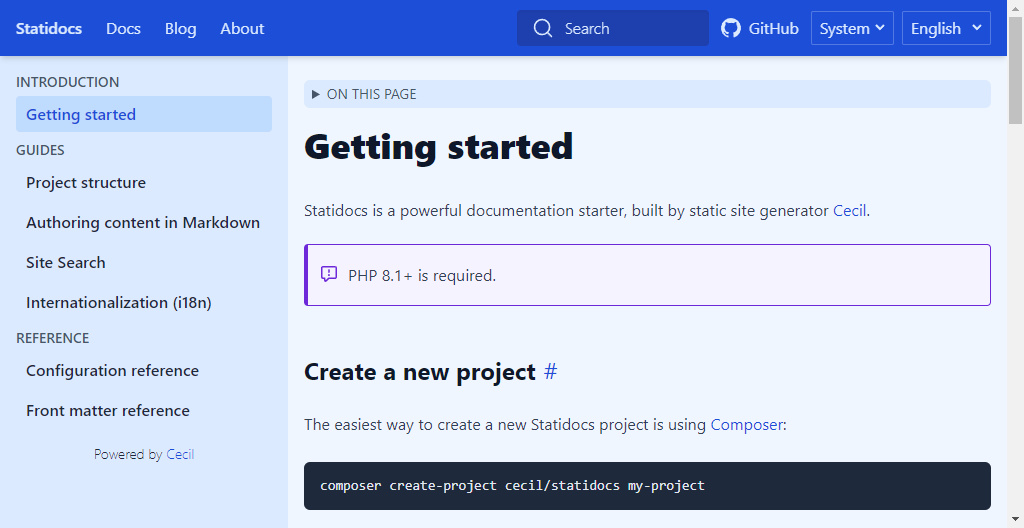 Statidocs Docs Blog About Search GitHub System English
INTRODUCTION
Getting started
GUIDES
Project structure
Authoring content in Markdown
Site Search
Internationalization (i18n)
REFERENCE
Configuration reference
Front matter reference
Powered by Cecil
ON THIS PAGE
Getting started
Statidocs is a powerful documentation starter, built by static site generator Cecil.
PHP 8.1+ is required.
Create a new project #
The easiest way to create a new Statidocs project is using Composer:
composer create-project cecil/statidocs my-project